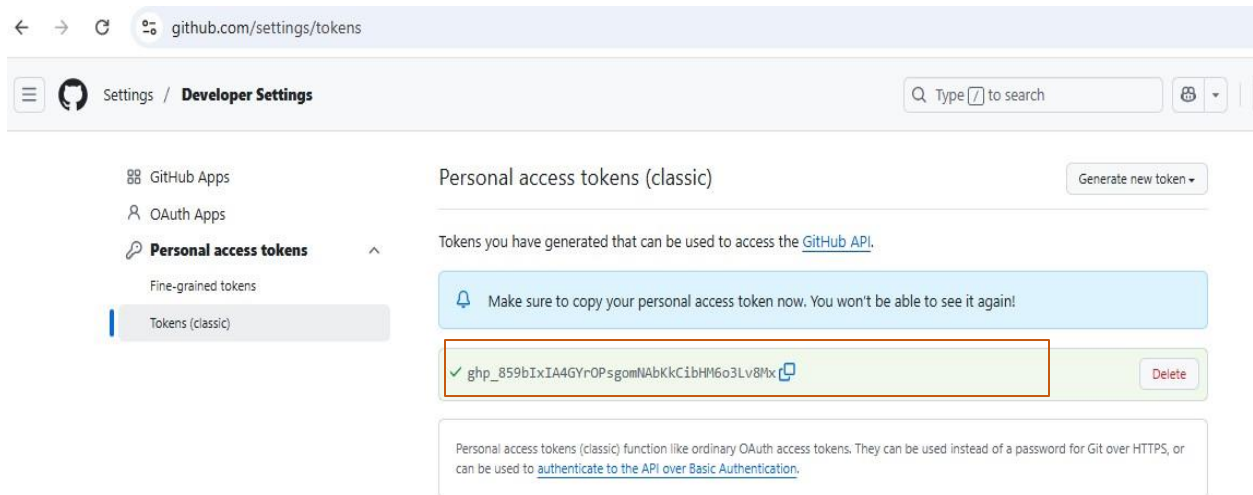 github.com/settings/tokens
Settings / Developer Settings
Type / to search
GitHub Apps
OAuth Apps
Personal access tokens
Fine-grained tokens
Tokens (classic)
Personal access tokens (classic)
Generate new token
Tokens you have generated that can be used to access the GitHub API.
Make sure to copy your personal access token now. You won't be able to see it again!
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
Delete
Personal access tokens (classic) function like ordinary OAuth access tokens. They can be used instead of a password for Git over HTTPS, or
can be used to authenticate to the API over Basic Authentication.